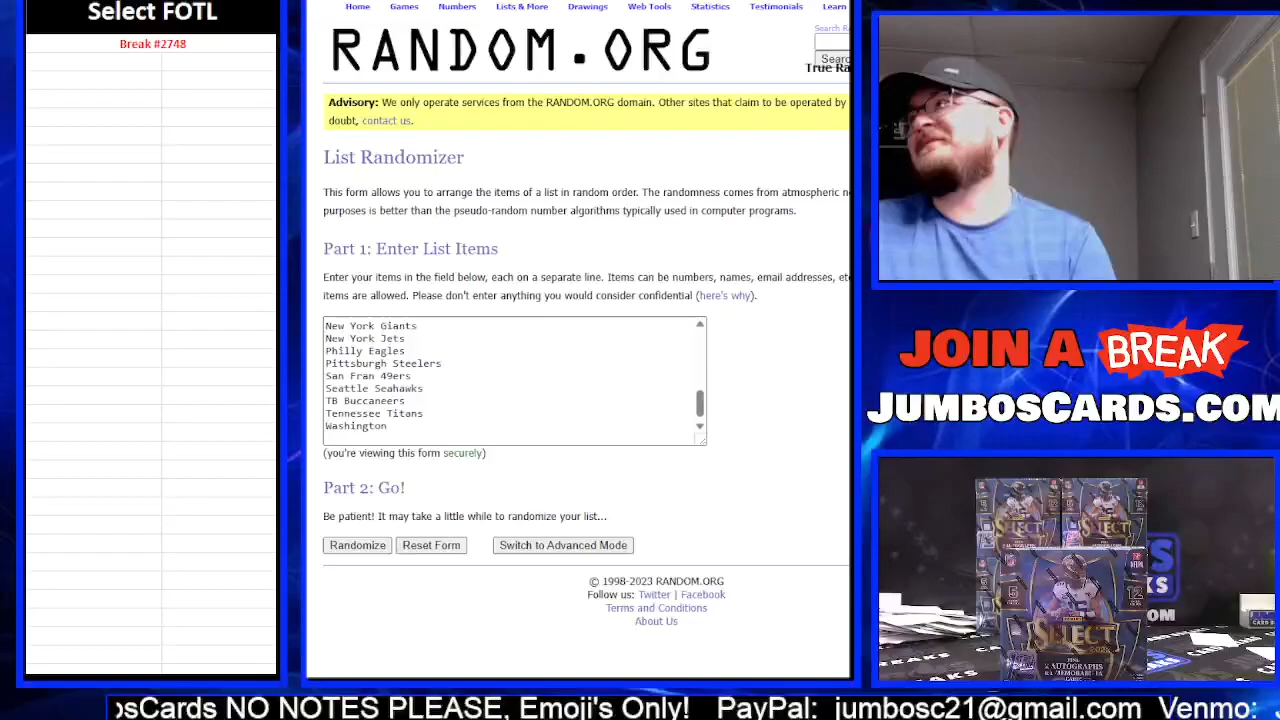 Select FOTL
Break #2748
Home Games Numbers Lists & More Drawings Web Tools Statistics Testimonials Learn
RANDOM.ORG
Search R
Searc
True Ra
Advisory: We only operate services from the RANDOM.ORG domain. Other sites that claim to be operated by
doubt, contact us.
List Randomizer
This form allows you to arrange the items of a list in random order. The randomness comes from atmospheric n
purposes is better than the pseudo-random number algorithms typically used in computer programs.
Part 1: Enter List Items
Enter your items in the field below, each on a separate line. Items can be numbers, names, email addresses, etc
items are allowed. Please don't enter anything you would consider confidential (here's why).
New York Giants
New York Jets
Philly Eagles
Pittsburgh Steelers
San Fran 49ers
Seattle Seahawks
TB Buccaneers
Tennessee Titans
Washington
(you're viewing this form securely)
Part 2: Go!
Be patient! It may take a little while to randomize your list...
Randomize Reset Form Switch to Advanced Mode
© 1998-2023 RANDOM.ORG
Follow us: Twitter | Facebook
Terms and Conditions
About Us
JOIN A BREAK
JUMBOSCARDS.COM
SELECT SELECT
5 12
SELECT
AUTOGRAPHS
osCards NO NOTES PLEASE, Emoji's Only! PayPal: jumbosc21@gmail.com Venmo: